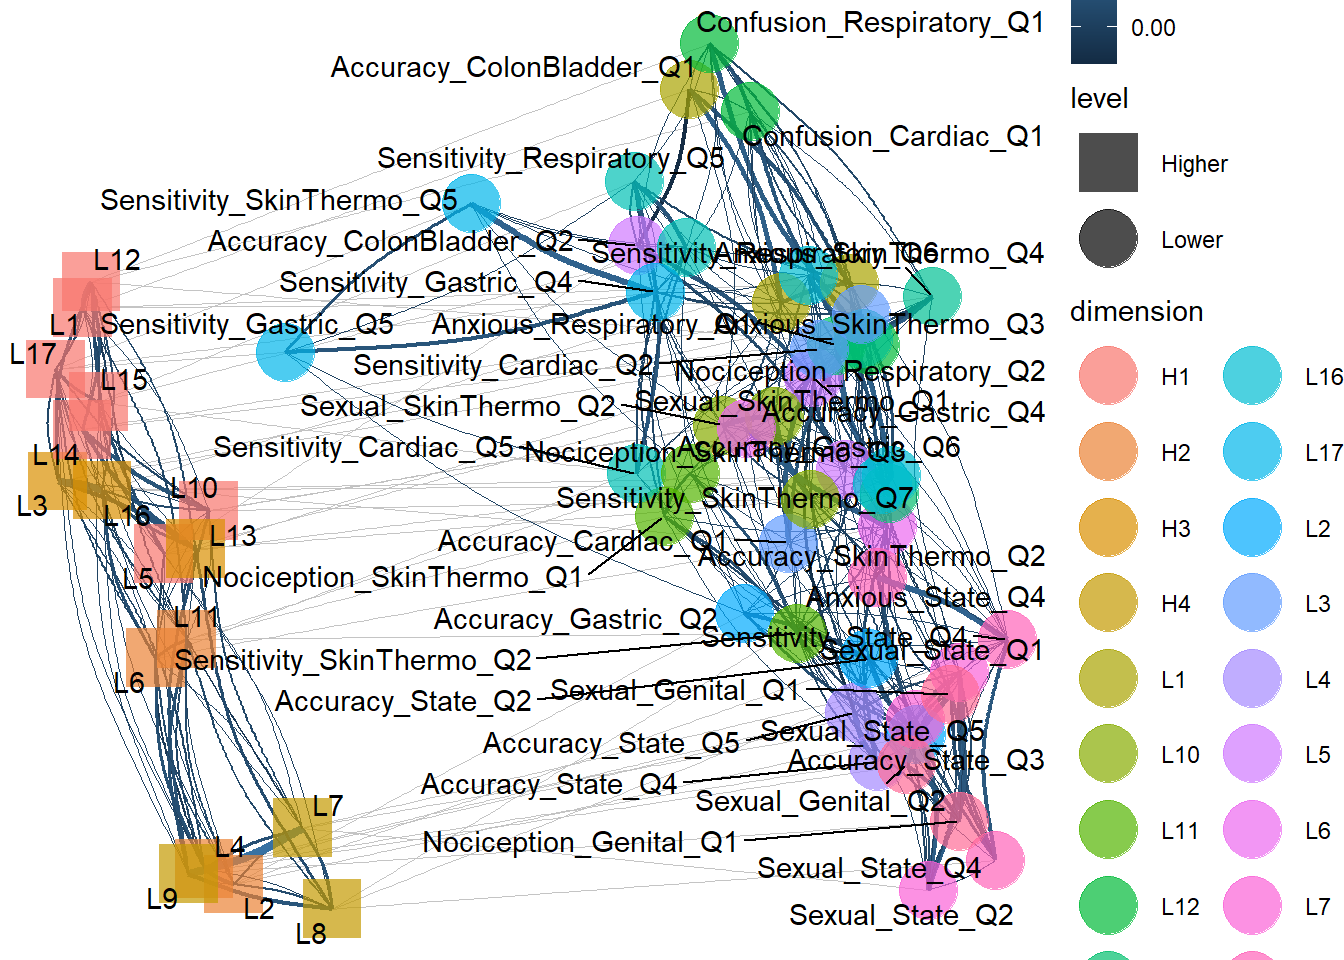 Confusion_Respiratory_Q1
Accuracy_ColonBladder_Q1
Confusion_Cardiac_Q1
Sensitivity_Respiratory_Q5
Sensitivity_SkinThermo_Q5
Accuracy_ColonBladder_Q2
Sensitivity_Respiratory_Q6
Anxious_SkinThermo_Q4
Sensitivity_Gastric_Q4
Sensitivity_Gastric_Q5
Anxious_Respiratory_Q1
Anxious_SkinThermo_Q3
Sensitivity_Cardiac_Q2
Nociception_Respiratory_Q2
Sexual_SkinThermo_Q2
Sexual_SkinThermo_Q1
Accuracy_Gastric_Q4
Sensitivity_Cardiac_Q5
Nociception_SkinThermo_Q3
Accuracy_Gastric_Q6
Sensitivity_SkinThermo_Q7
Accuracy_Cardiac_Q1
Accuracy_SkinThermo_Q2
Nociception_SkinThermo_Q1
Anxious_State_Q4
Accuracy_Gastric_Q2
Sensitivity_State_Q4
Sexual_State_Q1
Sensitivity_SkinThermo_Q2
Accuracy_State_Q2
Sexual_Genital_Q1
Sexual_State_Q5
Accuracy_State_Q5
Accuracy_State_Q3
Accuracy_State_Q4
Sexual_Genital_Q2
Nociception_Genital_Q1
Sexual_State_Q4
Sexual_State_Q2
L12
L1
L17
L15
L14
L3
L10
L16
L13
L5
L11
L6
L7
L4
L9
L2
L8
0.00
level
Higher
Lower
dimension
H1
H2
H3
H4
L1
L10
L11
L12
L16
L17
L2
L3
L4
L5
L6
L7